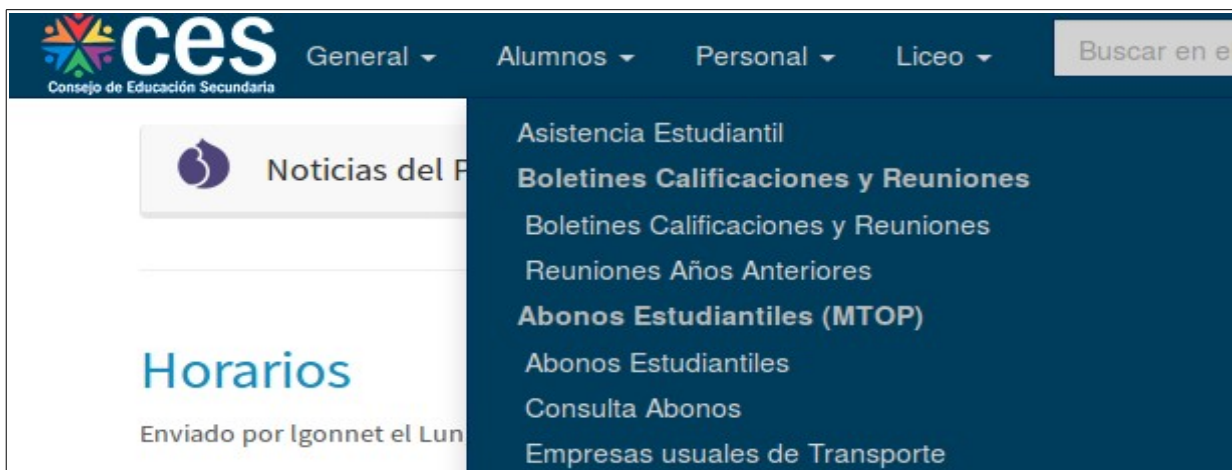 ces
Consejo de Educación Secundaria
General Alumnos Personal Liceo Buscar en e
Asistencia Estudiantil
Noticias del P
Boletines Calificaciones y Reuniones
Boletines Calificaciones y Reuniones
Reuniones Años Anteriores
Abonos Estudiantiles (MTOP)
Horarios
Abonos Estudiantiles
Consulta Abonos
Enviado por lgonnet el Lun
Empresas usuales de Transporte